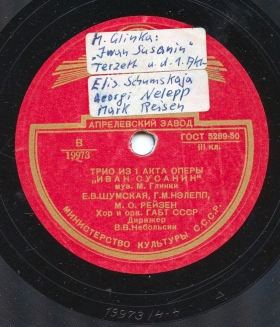 M. Glinka:
"Iwan Susanin"
Terzett a. d. 1. Akt
Elis. Schumskaja
Georgi Nelepp
Mark Reisen
АПРЕЛЕВСКИЙ ЗАВОД
В
19973
ГОСТ 5289-50
III кл.
ТРИО ИЗ 1 АКТА ОПЕРЫ
„ИВАН СУСАНИН"
муз. М. Глинки
Е.В.ШУМСКАЯ, Г.М.НЭЛЕПП,
М. О. РЕЙЗЕН
Хор и орк. ГАБТ СССР
Дирижер
В.В.Небольсин
МИНИСТЕРСТВО КУЛЬТУРЫ СССР.